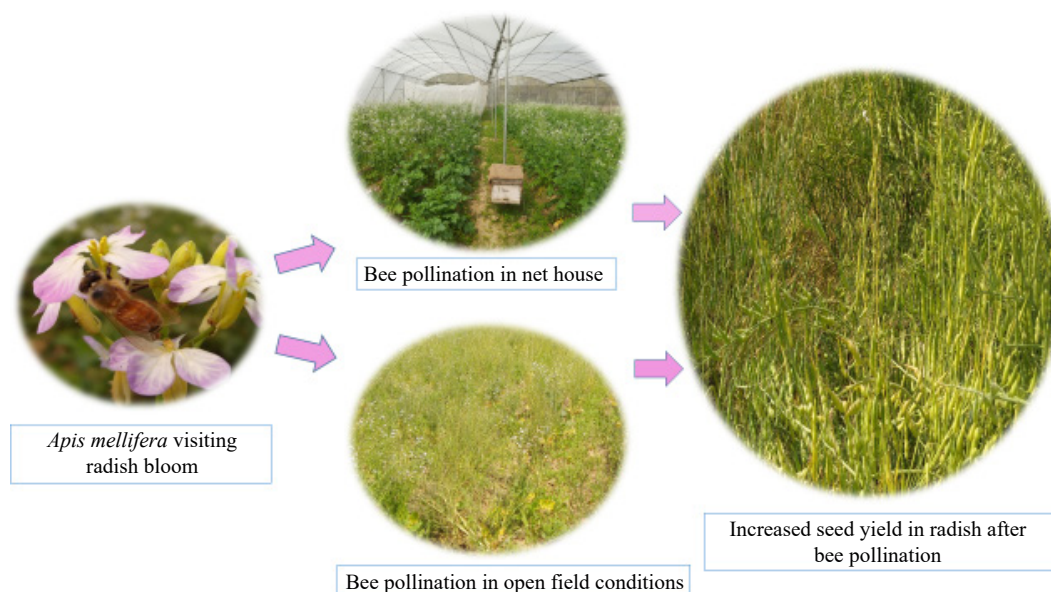 Bee pollination in net house
Apis mellifera visiting
radish bloom
Bee pollination in open field conditions
Increased seed yield in radish after
bee pollination